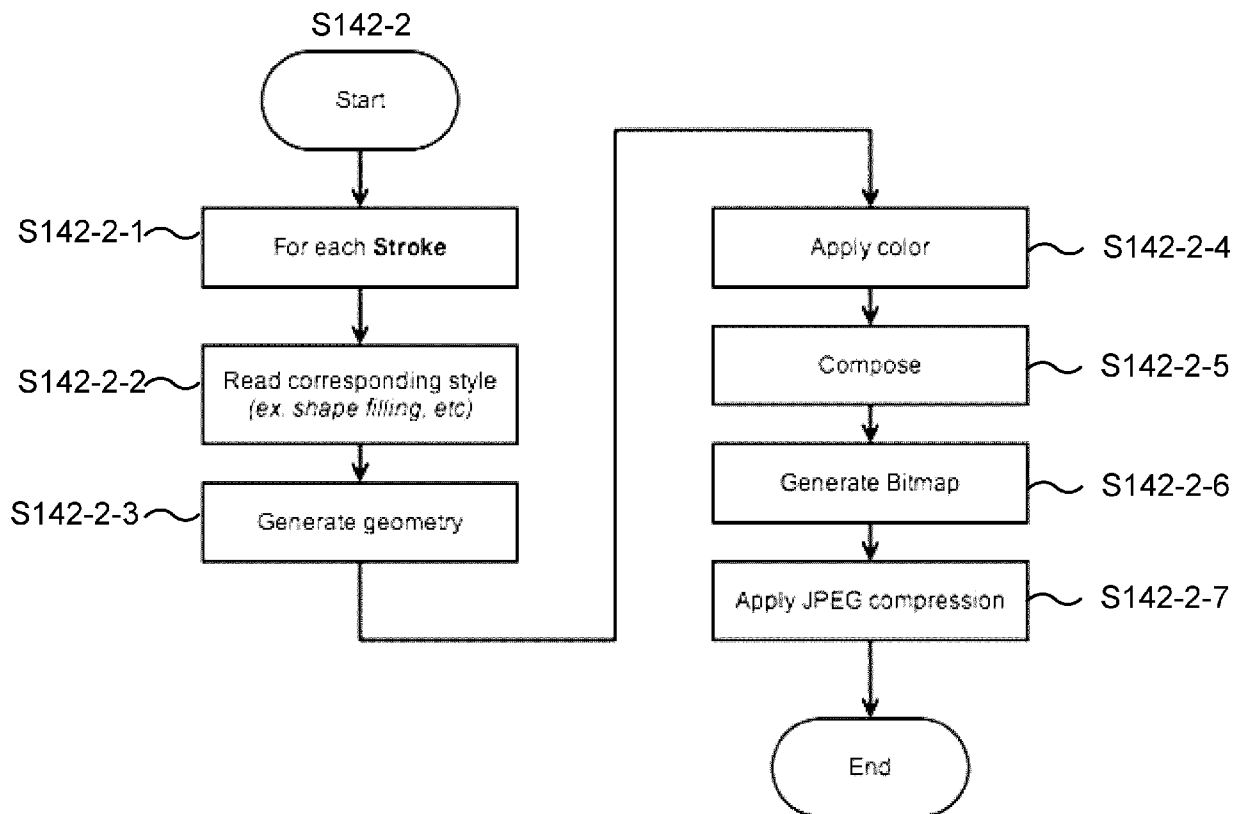 S142-2
Start
S142-2-1
For each Stroke
S142-2-2
Read corresponding style
(ex. shape filling, etc)
S142-2-3
Generate geometry
Apply color
S142-2-4
Compose
S142-2-5
Generate Bitmap
S142-2-6
Apply JPEG compression
S142-2-7
End